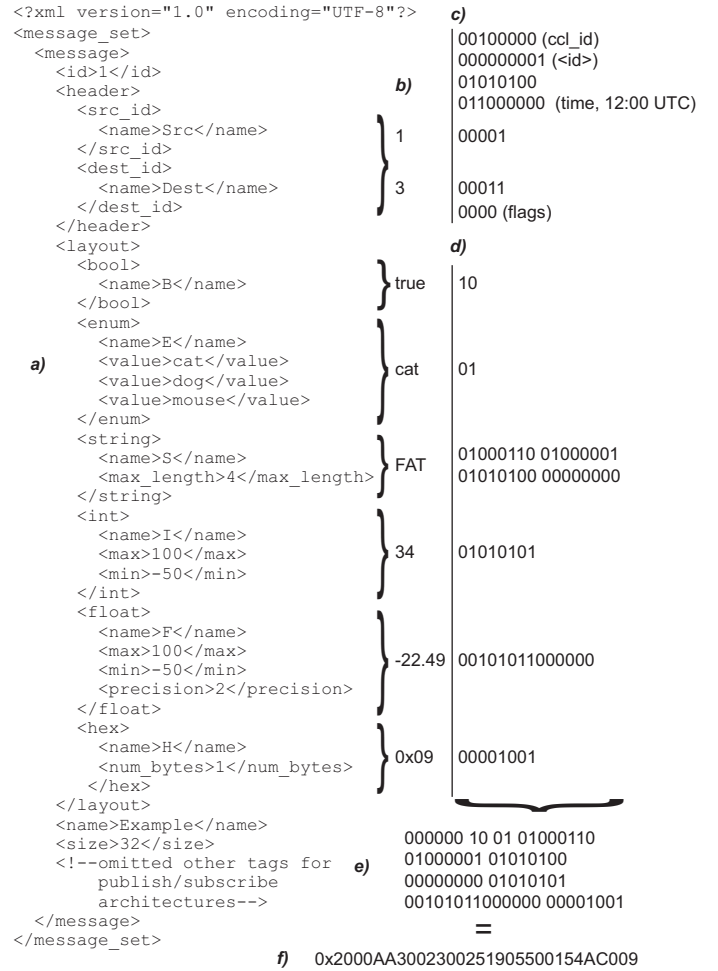 <?xml version="1.0" encoding="UTF-8"?>
<message_set>
<message>
<id>1</id>
<header>
<src_id>
<name>Src</name>
</src_id>
<dest_id>
<name>Dest</name>
</dest_id>
</header>
<layout>
<bool>
<name>B</name>
</bool>
<enum>
<name>E</name>
a) <value>cat</value>
<value>dog</value>
<value>mouse</value>
</enum>
<string>
<name>S</name>
<max_length>4</max_length>
</string>
<int>
<name>I</name>
<max>100</max>
<min>-50</min>
</int>
<float>
<name>F</name>
<max>100</max>
<min>-50</min>
<precision>2</precision>
</float>
<hex>
<name>H</name>
<num_bytes>1</num_bytes>
</hex>
</layout>
<name>Example</name>
<size>32</size>
<!--omitted other tags for
publish/subscribe
architectures-->
</message>
</message_set>
b)
1
3
true
cat
FAT
34
-22.49
0x09
c)
00100000 (ccl_id)
000000001 (<id>)
01010100
011000000 (time, 12:00 UTC)
00001
00011
0000 (flags)
d)
10
01
01000110 01000001
01010100 00000000
01010101
00101011000000
00001001
e)
000000 10 01 01000110
01000001 01010100
00000000 01010101
00101011000000 00001001
=
f) 0x2000AA3002300251905500154AC009